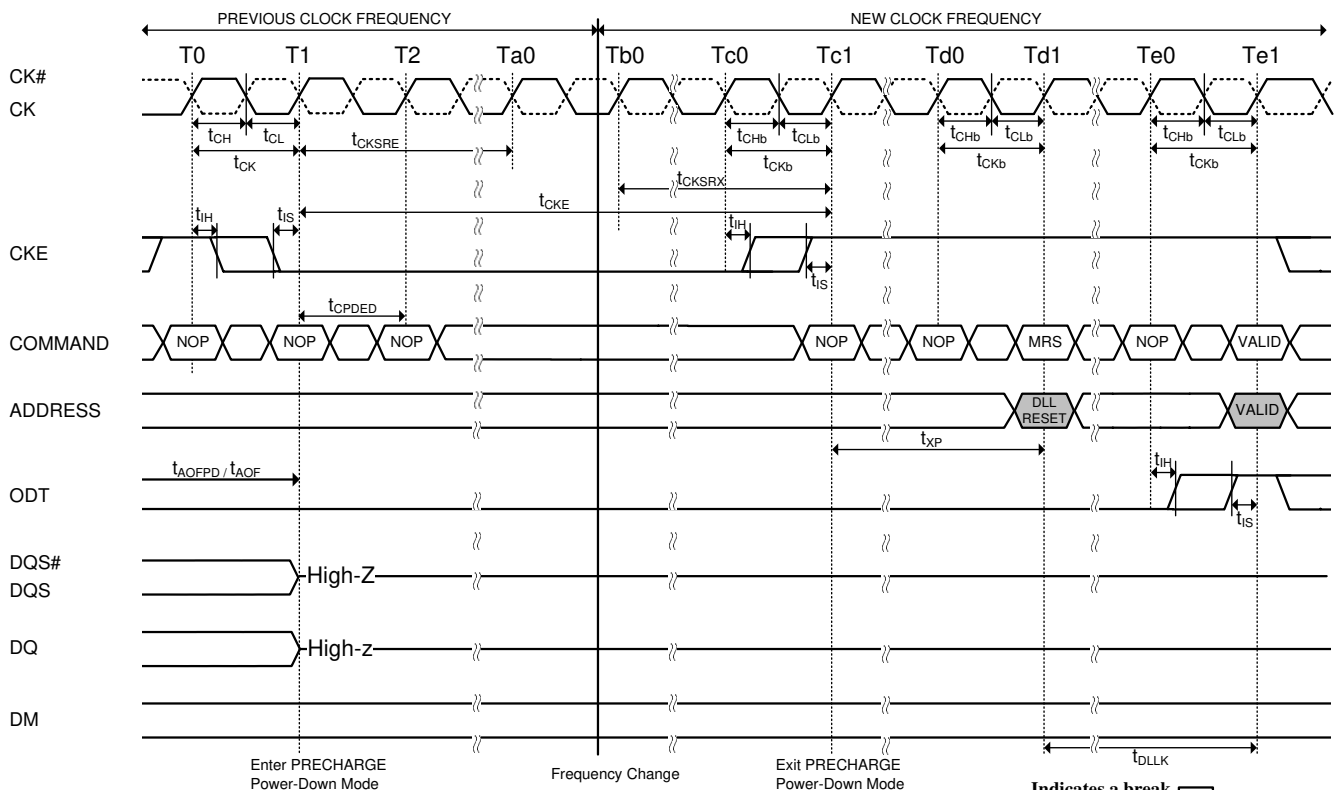 PREVIOUS CLOCK FREQUENCY NEW CLOCK FREQUENCY
T0 T1 T2 Ta0 Tb0 Tc0 Tc1 Td0 Td1 Te0 Te1
CK#
CK
tCH tCL tCKSRE tCHb tCLb tCHb tCLb tCHb tCLb
tCK tCKb tCKb tCKb
tCKSRX
tCKE
tIH tIS tIH
CKE
tIS
tCPDED
COMMAND NOP NOP NOP NOP NOP MRS NOP VALID
ADDRESS DLL RESET VALID
tXP
tAOFPD / tAOF tIH
ODT
tIS
DQS#
DQS High-Z
DQ High-z
DM
tDLLK
Enter PRECHARGE
Power-Down Mode
Frequency Change
Exit PRECHARGE
Power-Down Mode
Indicates a break